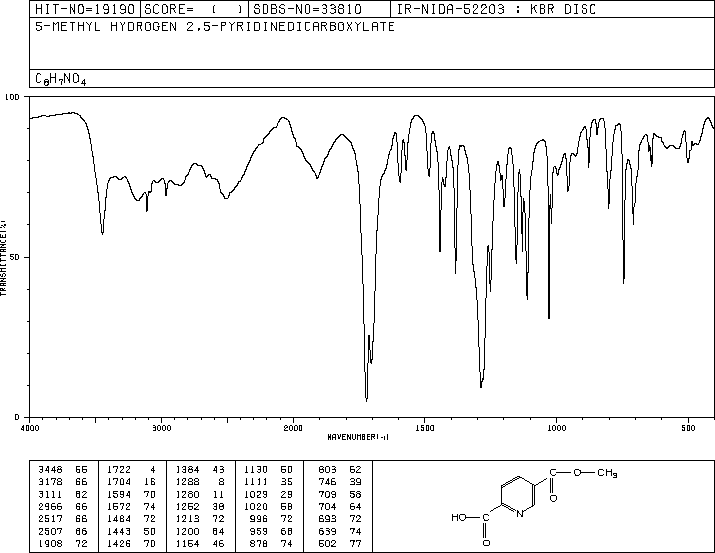 HIT-NO=19190 SCORE= ( ) SDBS-NO=33810 IR-NIDA-52203 : KBR DISC
5-METHYL HYDROGEN 2,5-PYRIDINEDICARBOXYLATE
C8H7NO4
100
50
0
TRANSMITTANCE(%)
4000 3000 2000 1500 1000 500
WAVENUMBER(-1)
3448 55 1722 4 1384 43 1130 50 803 62
3178 66 1704 16 1288 8 1111 35 746 39
3111 62 1594 70 1280 11 1029 29 709 58
2966 66 1572 74 1252 38 1020 58 704 64
2517 66 1484 72 1213 72 996 72 693 72
2507 66 1443 50 1200 64 959 68 639 74
1908 72 1426 70 1154 46 878 74 502 77
C O CH3
O
N
HO C
O